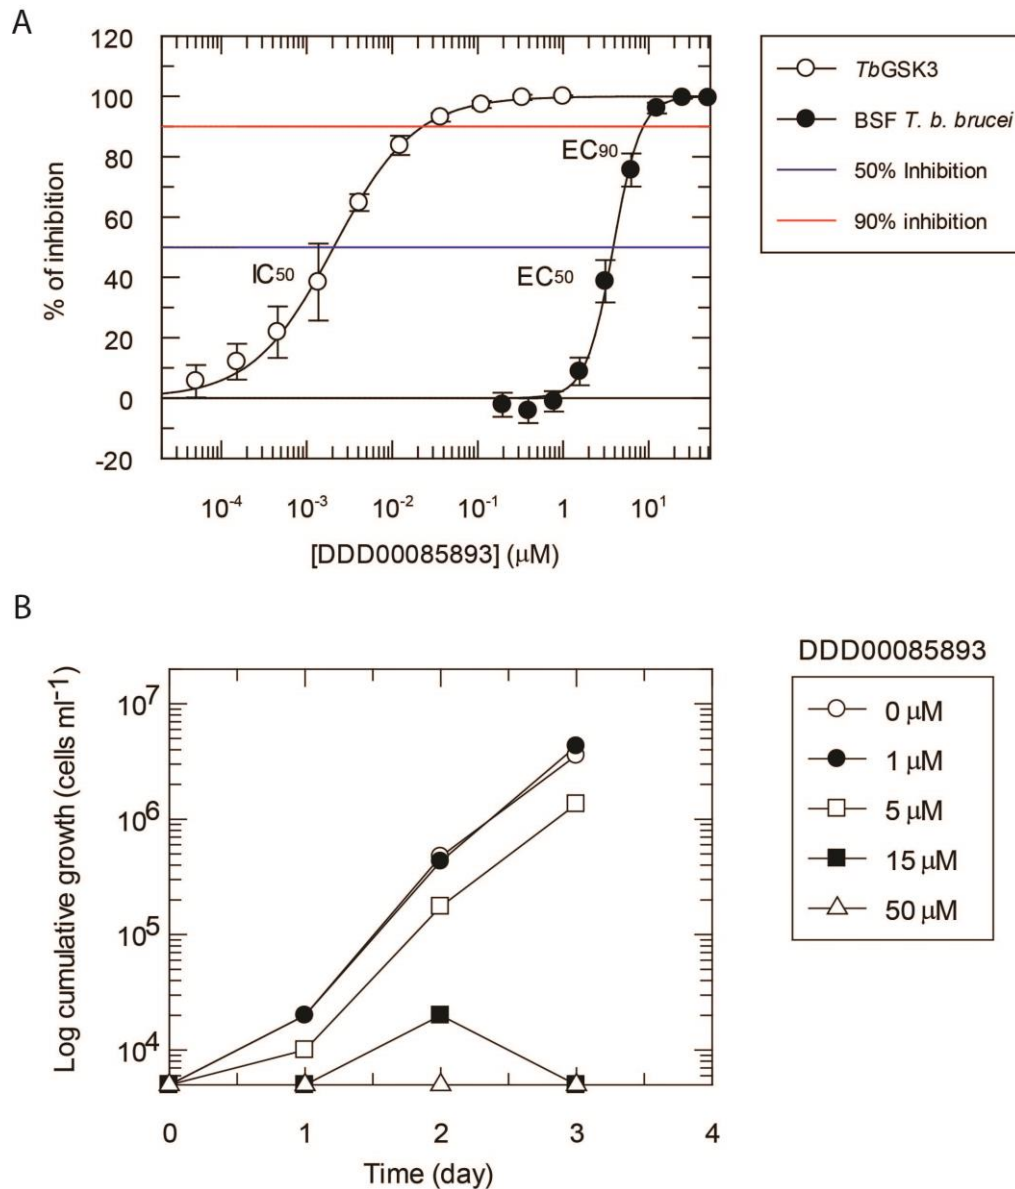 A
120
100
80
60
40
20
0
-20
% of inhibition
IC50
EC90
EC50
10⁻⁴ 10⁻³ 10⁻² 10⁻¹ 1 10¹
[DDD00085893] (μM)
TbGSK3
BSF T. b. brucei
50% Inhibition
90% inhibition
B
Log cumulative growth (cells ml⁻¹)
10⁷
10⁶
10⁵
10⁴
0 1 2 3 4
Time (day)
DDD00085893
0 μM
1 μM
5 μM
15 μM
50 μM